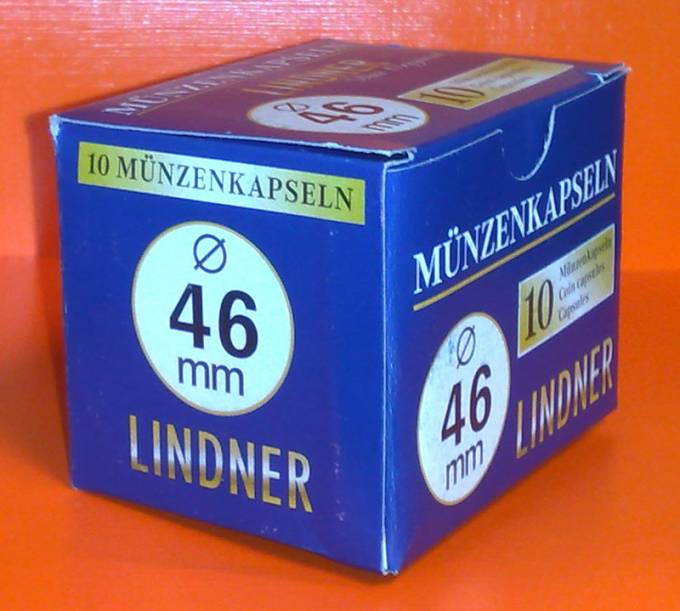 MÜNZENKAPSELN
LINDNER
Ø
46
mm
10
10 MÜNZENKAPSELN
Ø
46
mm
LINDNER
MÜNZENKAPSELN
10
Münzenkapseln
Coin capsules
Capsules
Ø
46
mm
LINDNER